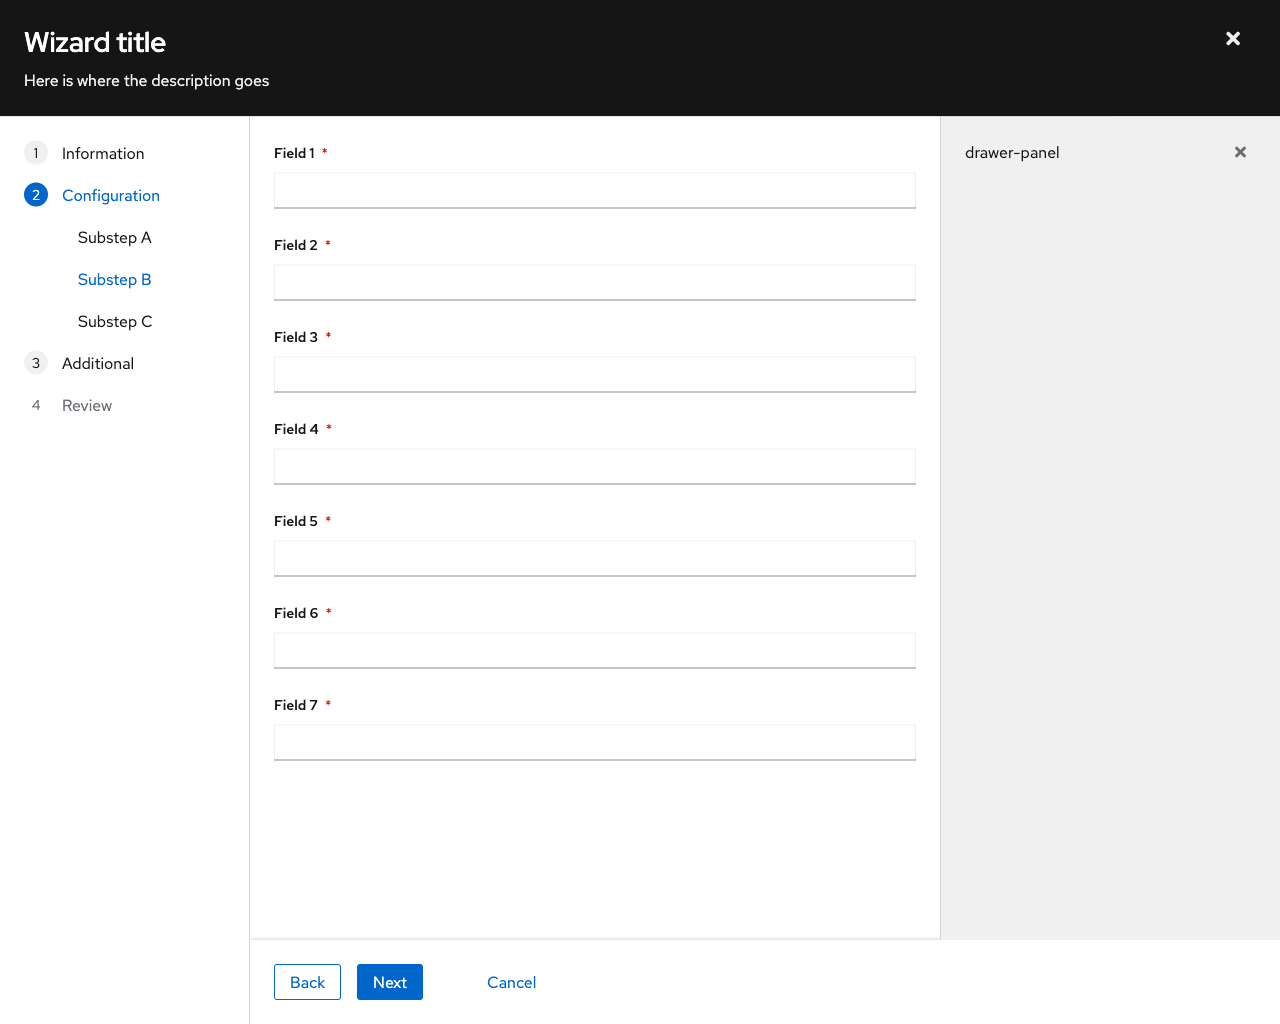 Wizard title
Here is where the description goes
1 Information
2 Configuration
Substep A
Substep B
Substep C
3 Additional
4 Review
Field 1 *
Field 2 *
Field 3 *
Field 4 *
Field 5 *
Field 6 *
Field 7 *
drawer-panel
Back Next Cancel